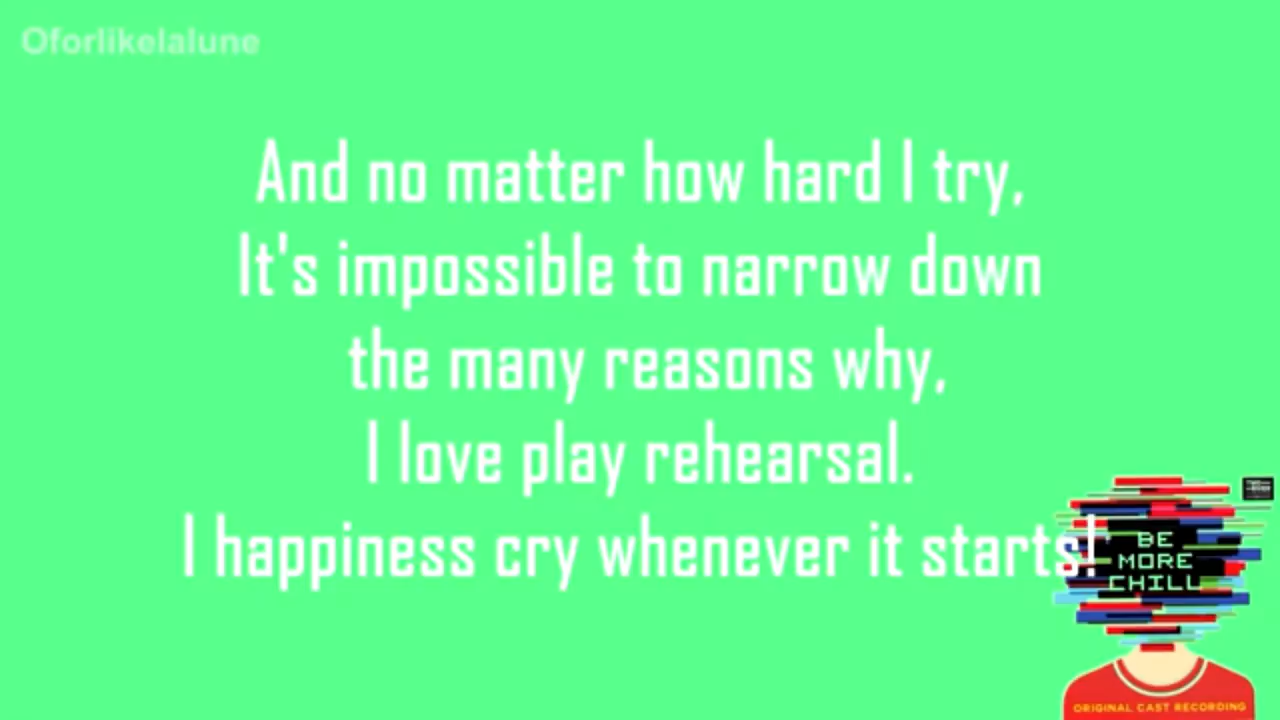 Oforlikelalune
And no matter how hard I try,
It's impossible to narrow down
the many reasons why,
I love play rehearsal.
I happiness cry whenever it starts!
BE
MORE
CHILL
ORIGINAL CAST RECORDING